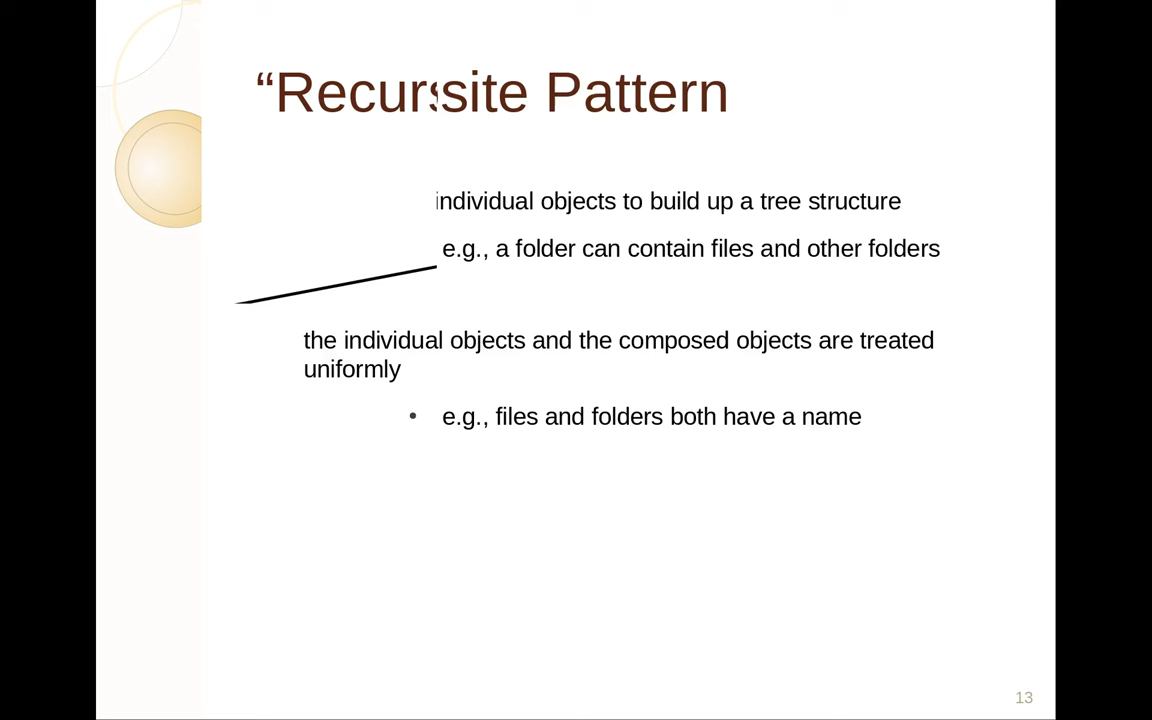 “Recurssite Pattern
individual objects to build up a tree structure
e.g., a folder can contain files and other folders
the individual objects and the composed objects are treated
uniformly
• e.g., files and folders both have a name
13